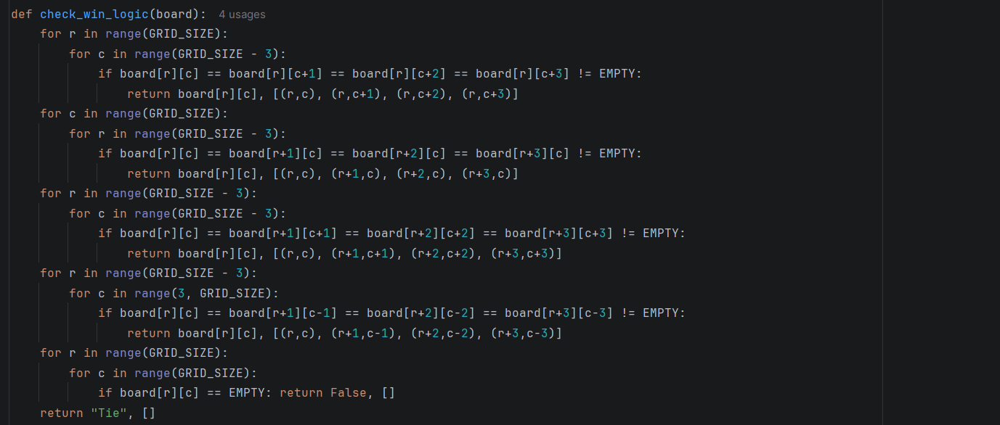 def check_win_logic(board):  4 usages
    for r in range(GRID_SIZE):
        for c in range(GRID_SIZE - 3):
            if board[r][c] == board[r][c+1] == board[r][c+2] == board[r][c+3] != EMPTY:
                return board[r][c], [(r,c), (r,c+1), (r,c+2), (r,c+3)]
    for c in range(GRID_SIZE):
        for r in range(GRID_SIZE - 3):
            if board[r][c] == board[r+1][c] == board[r+2][c] == board[r+3][c] != EMPTY:
                return board[r][c], [(r,c), (r+1,c), (r+2,c), (r+3,c)]
    for r in range(GRID_SIZE - 3):
        for c in range(GRID_SIZE - 3):
            if board[r][c] == board[r+1][c+1] == board[r+2][c+2] == board[r+3][c+3] != EMPTY:
                return board[r][c], [(r,c), (r+1,c+1), (r+2,c+2), (r+3,c+3)]
    for r in range(GRID_SIZE - 3):
        for c in range(3, GRID_SIZE):
            if board[r][c] == board[r+1][c-1] == board[r+2][c-2] == board[r+3][c-3] != EMPTY:
                return board[r][c], [(r,c), (r+1,c-1), (r+2,c-2), (r+3,c-3)]
    for r in range(GRID_SIZE):
        for c in range(GRID_SIZE):
            if board[r][c] == EMPTY: return False, []
    return "Tie", []